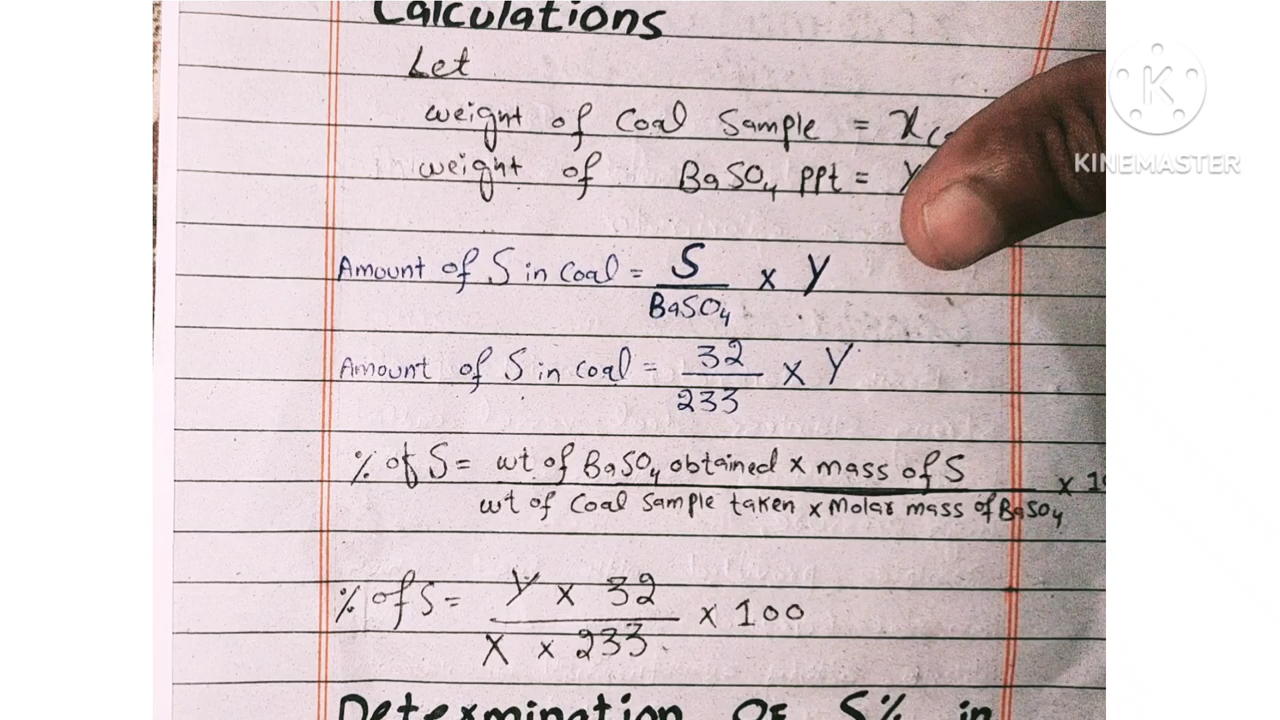 Calculations
Let
weight of Coal Sample = X
weight of BaSO4 ppt = Y
Amount of S in Coal = S / BaSO4 x Y
Amount of S in Coal = 32 / 233 x Y
% of S = wt of BaSO4 obtained x mass of S
wt of Coal Sample taken x Molar mass of BaSO4 x 1
% of S = Y x 32
X x 233 x 100
Determination OF S% in
KINEMASTER